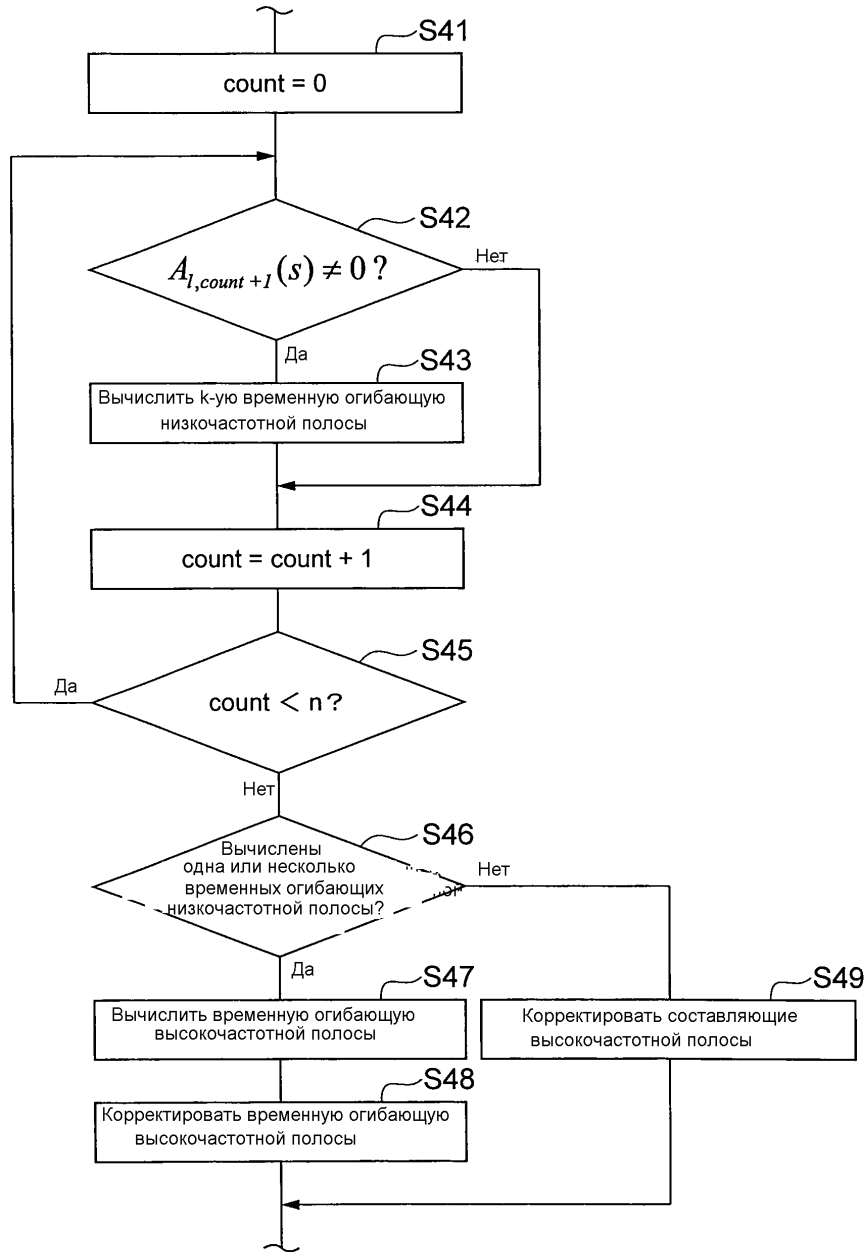 S41
count = 0
S42
A_{l,count+1}(s) ≠ 0 ?
Нет
Да
S43
Вычислить k-ую временную огибающую
низкочастотной полосы
S44
count = count + 1
S45
count < n ?
Да
Нет
S46
Вычислены
одна или несколько
временных огибающих
низкочастотной полосы?
Нет
Да
S47
Вычислить временную огибающую
высокочастотной полосы
S49
Корректировать составляющие
высокочастотной полосы
S48
Корректировать временную огибающую
высокочастотной полосы